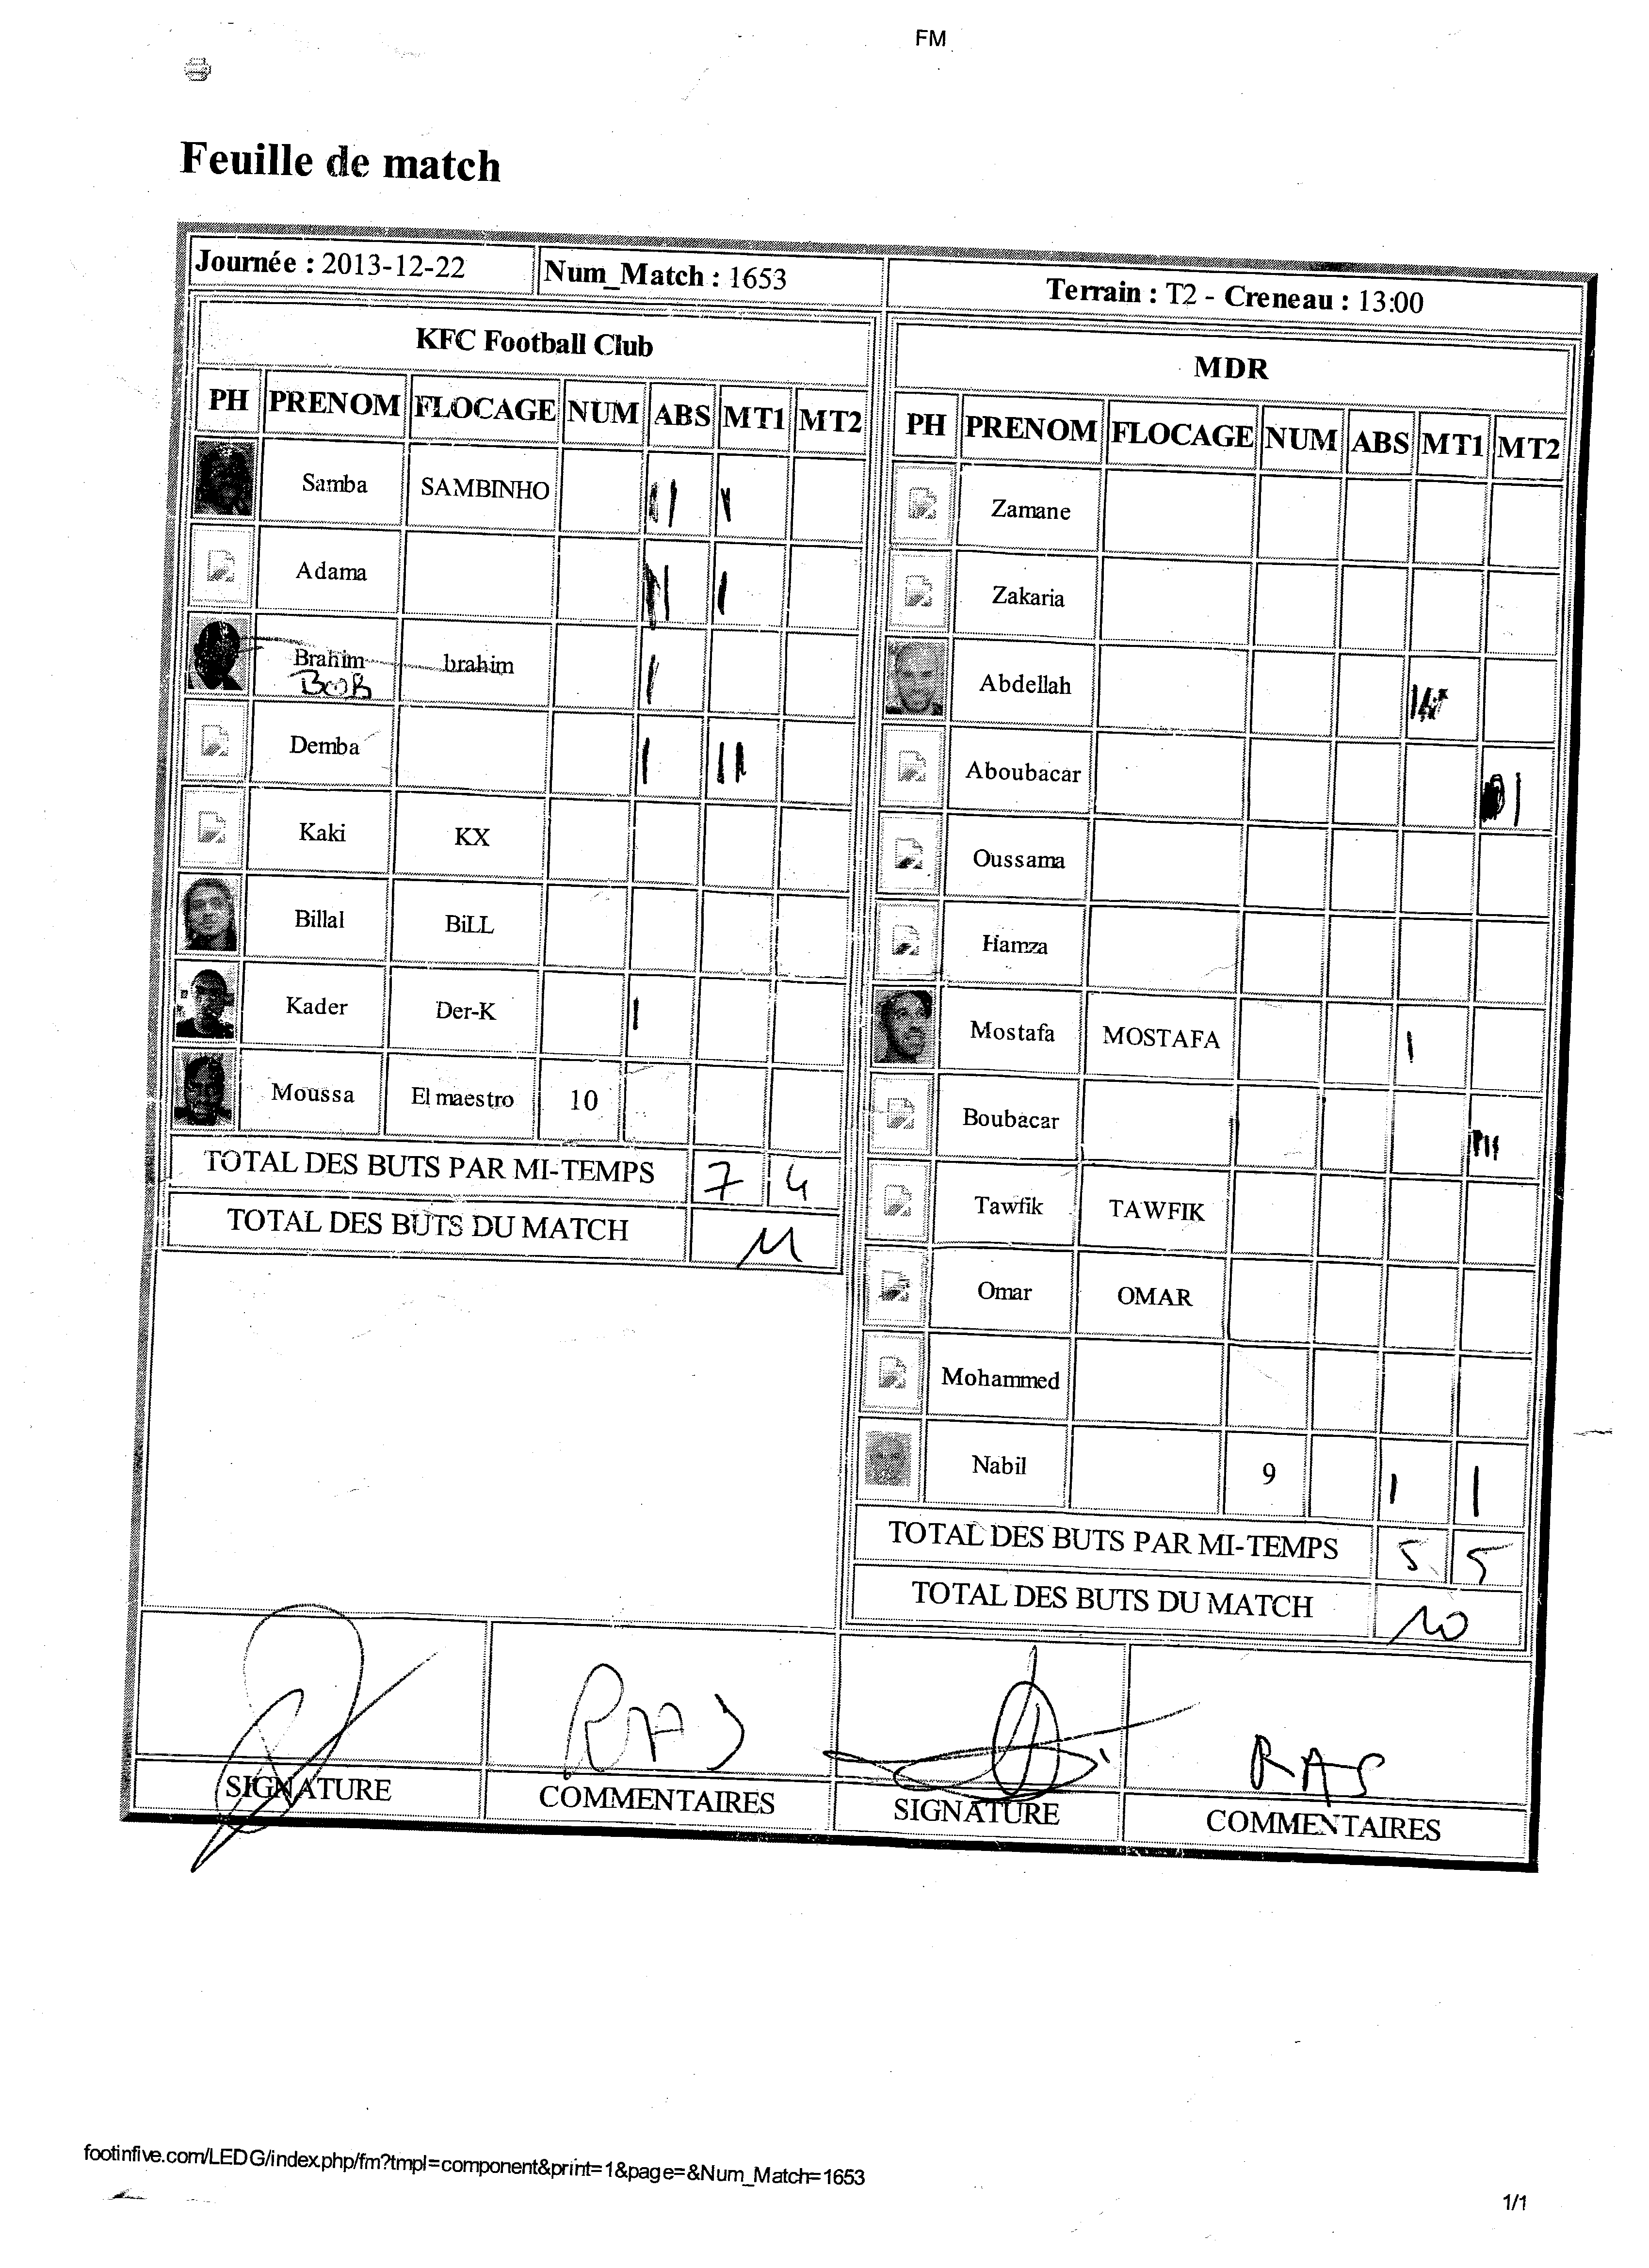 FM
Feuille de match
Journée : 2013-12-22 Num_Match : 1653 Terrain : T2 - Creneau : 13:00
KFC Football Club
PH PRENOM FLOCAGE NUM ABS MT1 MT2
Samba SAMBINHO
Adama
Brahim brahim
BOB
Demba
Kaki KX
Billal BiLL
Kader Der-K
Moussa El maestro 10
TOTAL DES BUTS PAR MI-TEMPS 7 4
TOTAL DES BUTS DU MATCH 11
MDR
PH PRENOM FLOCAGE NUM ABS MT1 MT2
Zamane
Zakaria
Abdellah
Aboubacar
Oussama
Hamza
Mostafa MOSTAFA
Boubacar
Tawfik TAWFIK
Omar OMAR
Mohammed
Nabil 9
TOTAL DES BUTS PAR MI-TEMPS 5 5
TOTAL DES BUTS DU MATCH 10
RAS RAS
SIGNATURE COMMENTAIRES SIGNATURE COMMENTAIRES
footinfive.com/LEDG/index.php/fm?tmpl=component&print=1&page=&Num_Match=1653
1/1